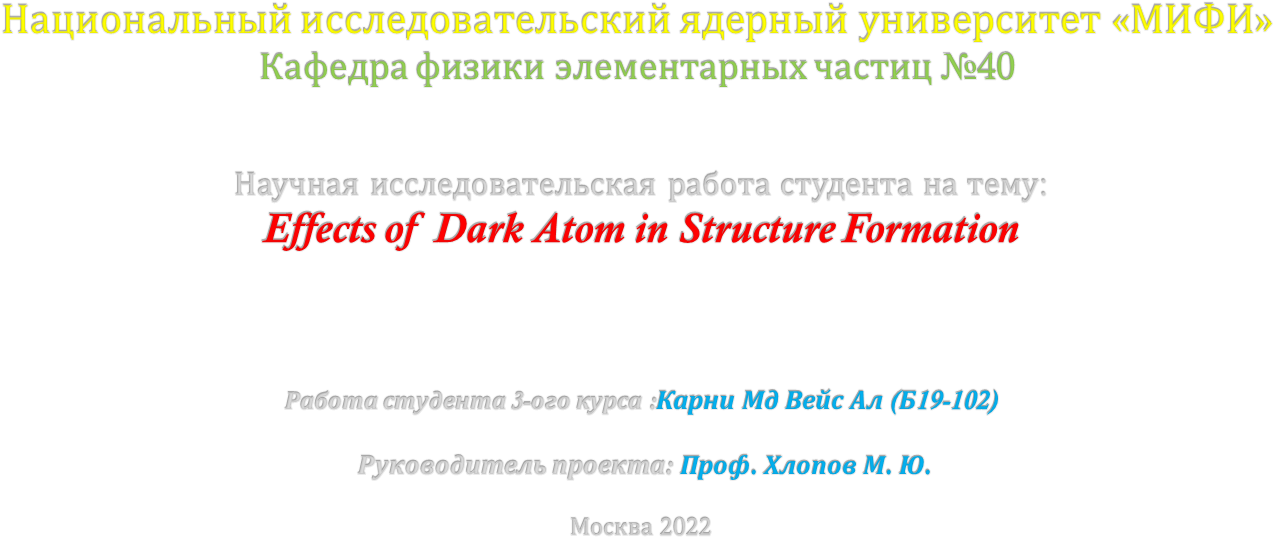 Национальный исследовательский ядерный университет «МИФИ»
Кафедра физики элементарных частиц №40
Научная исследовательская работа студента на тему:
Effects of Dark Atom in Structure Formation
Работа студента 3-ого курса :Карни Мд Вейс Ал (Б19-102)
Руководитель проекта: Проф. Хлопов М. Ю.
Москва 2022